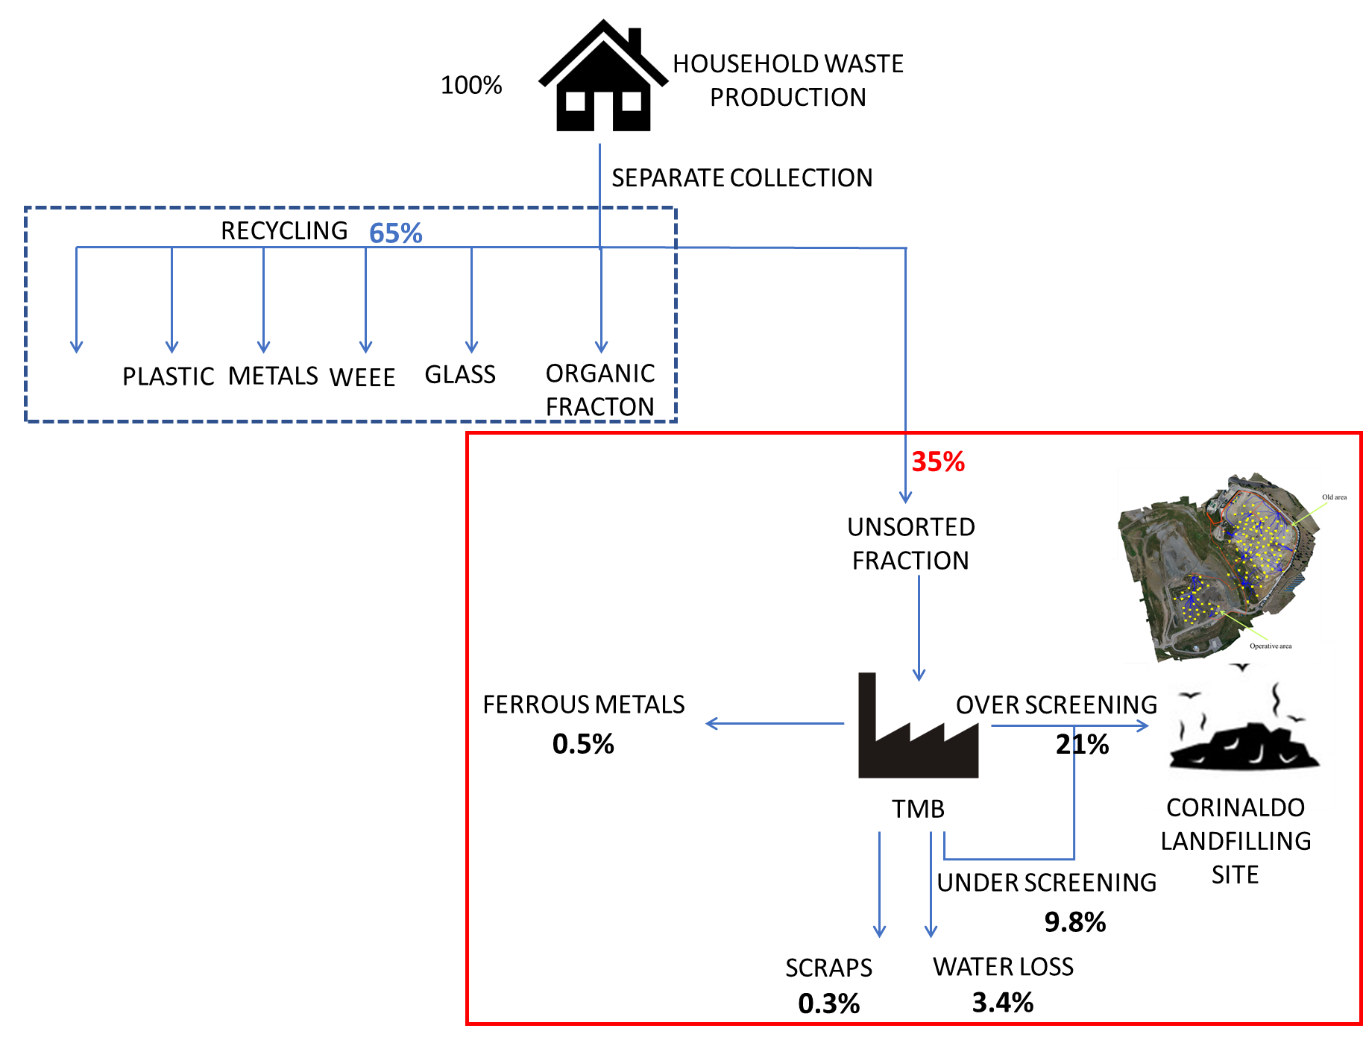 100%
HOUSEHOLD WASTE
PRODUCTION
SEPARATE COLLECTION
RECYCLING 65%
PLASTIC METALS WEEE GLASS ORGANIC
FRACTON
35%
UNSORTED
FRACTION
Old area
Operative area
FERROUS METALS
0.5%
OVER SCREENING
21%
TMB
CORINALDO
LANDFILLING
SITE
UNDER SCREENING
9.8%
SCRAPS
0.3%
WATER LOSS
3.4%